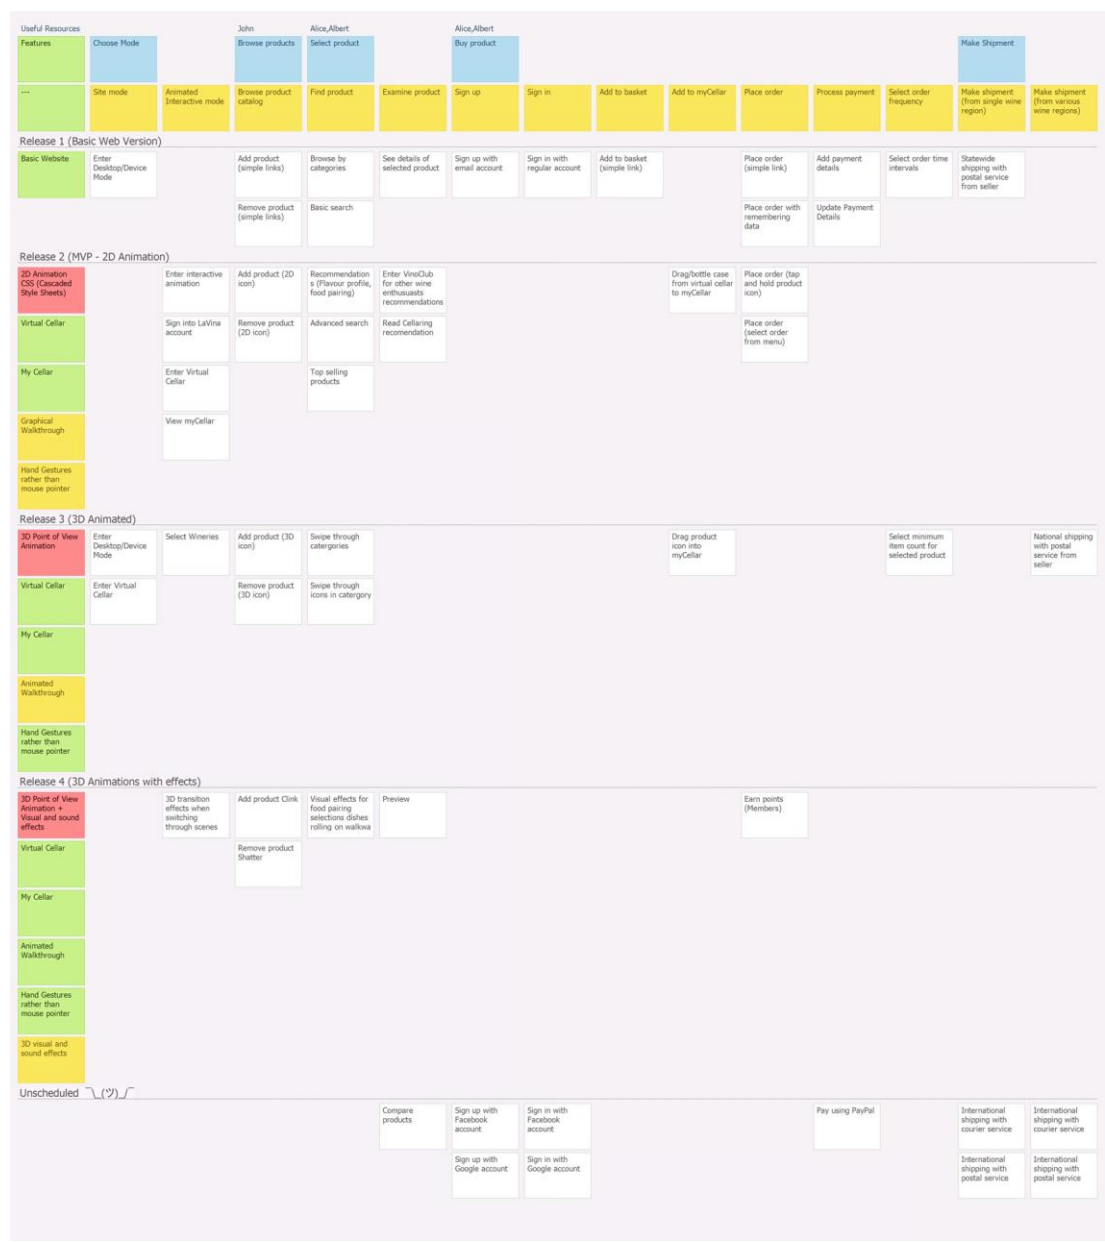 Useful Resources
John
Alice,Albert
Alice,Albert
Features
Choose Mode
Browse products
Select product
Buy product
Make Shipment
---
Site mode
Animated
Interactive mode
Browse product
catalog
Find product
Examine product
Sign up
Sign in
Add to basket
Add to myCellar
Place order
Process payment
Select order
frequency
Make shipment
(from single wine
region)
Make shipment
(from various
wine regions)
Release 1 (Basic Web Version)
Basic Website
Enter
Desktop/Device
Mode
Add product
(simple links)
Browse by
categories
See details of
selected product
Sign up with
email account
Sign in with
regular account
Add to basket
(simple link)
Place order
(simple link)
Add payment
details
Select order time
intervals
Statewide
shipping with
postal service
from seller
Remove product
(simple links)
Basic search
Place order with
remembering
data
Update Payment
Details
Release 2 (MVP - 2D Animation)
2D Animation
CSS (Cascaded
Style Sheets)
Enter interactive
animation
Add product (2D
icon)
Recommendation
s (Flavour profile,
food pairing)
Enter VinoClub
for other wine
enthusuasts
recommendations
Drag/bottle case
from virtual cellar
to myCellar
Place order (tap
and hold product
icon)
Virtual Cellar
Sign into LaVina
account
Remove product
(2D icon)
Advanced search
Read Cellaring
recomendation
Place order
(select order
from menu)
My Cellar
Enter Virtual
Cellar
Top selling
products
Graphical
Walkthrough
View myCellar
Hand Gestures
rather than
mouse pointer
Release 3 (3D Animated)
3D Point of View
Animation
Enter
Desktop/Device
Mode
Select Wineries
Add product (3D
icon)
Swipe through
catergories
Drag product
icon into
myCellar
Select minimum
item count for
selected product
National shipping
with postal
service from
seller
Virtual Cellar
Enter Virtual
Cellar
Remove product
(3D icon)
Swipe through
icons in catergory
My Cellar
Animated
Walkthrough
Hand Gestures
rather than
mouse pointer
Release 4 (3D Animations with effects)
3D Point of View
Animation +
Visual and sound
effects
3D transition
effects when
switching
through scenes
Add product Clink
Visual effects for
food pairing
selections dishes
rolling on walkwa
Preview
Earn points
(Members)
Virtual Cellar
Remove product
Shatter
My Cellar
Animated
Walkthrough
Hand Gestures
rather than
mouse pointer
3D visual and
sound effects
Unscheduled ¯\_(ツ)_/¯
Compare
products
Sign up with
Facebook
account
Sign in with
Facebook
account
Pay using PayPal
International
shipping with
courier service
International
shipping with
courier service
Sign up with
Google account
Sign in with
Google account
International
shipping with
postal service
International
shipping with
postal service